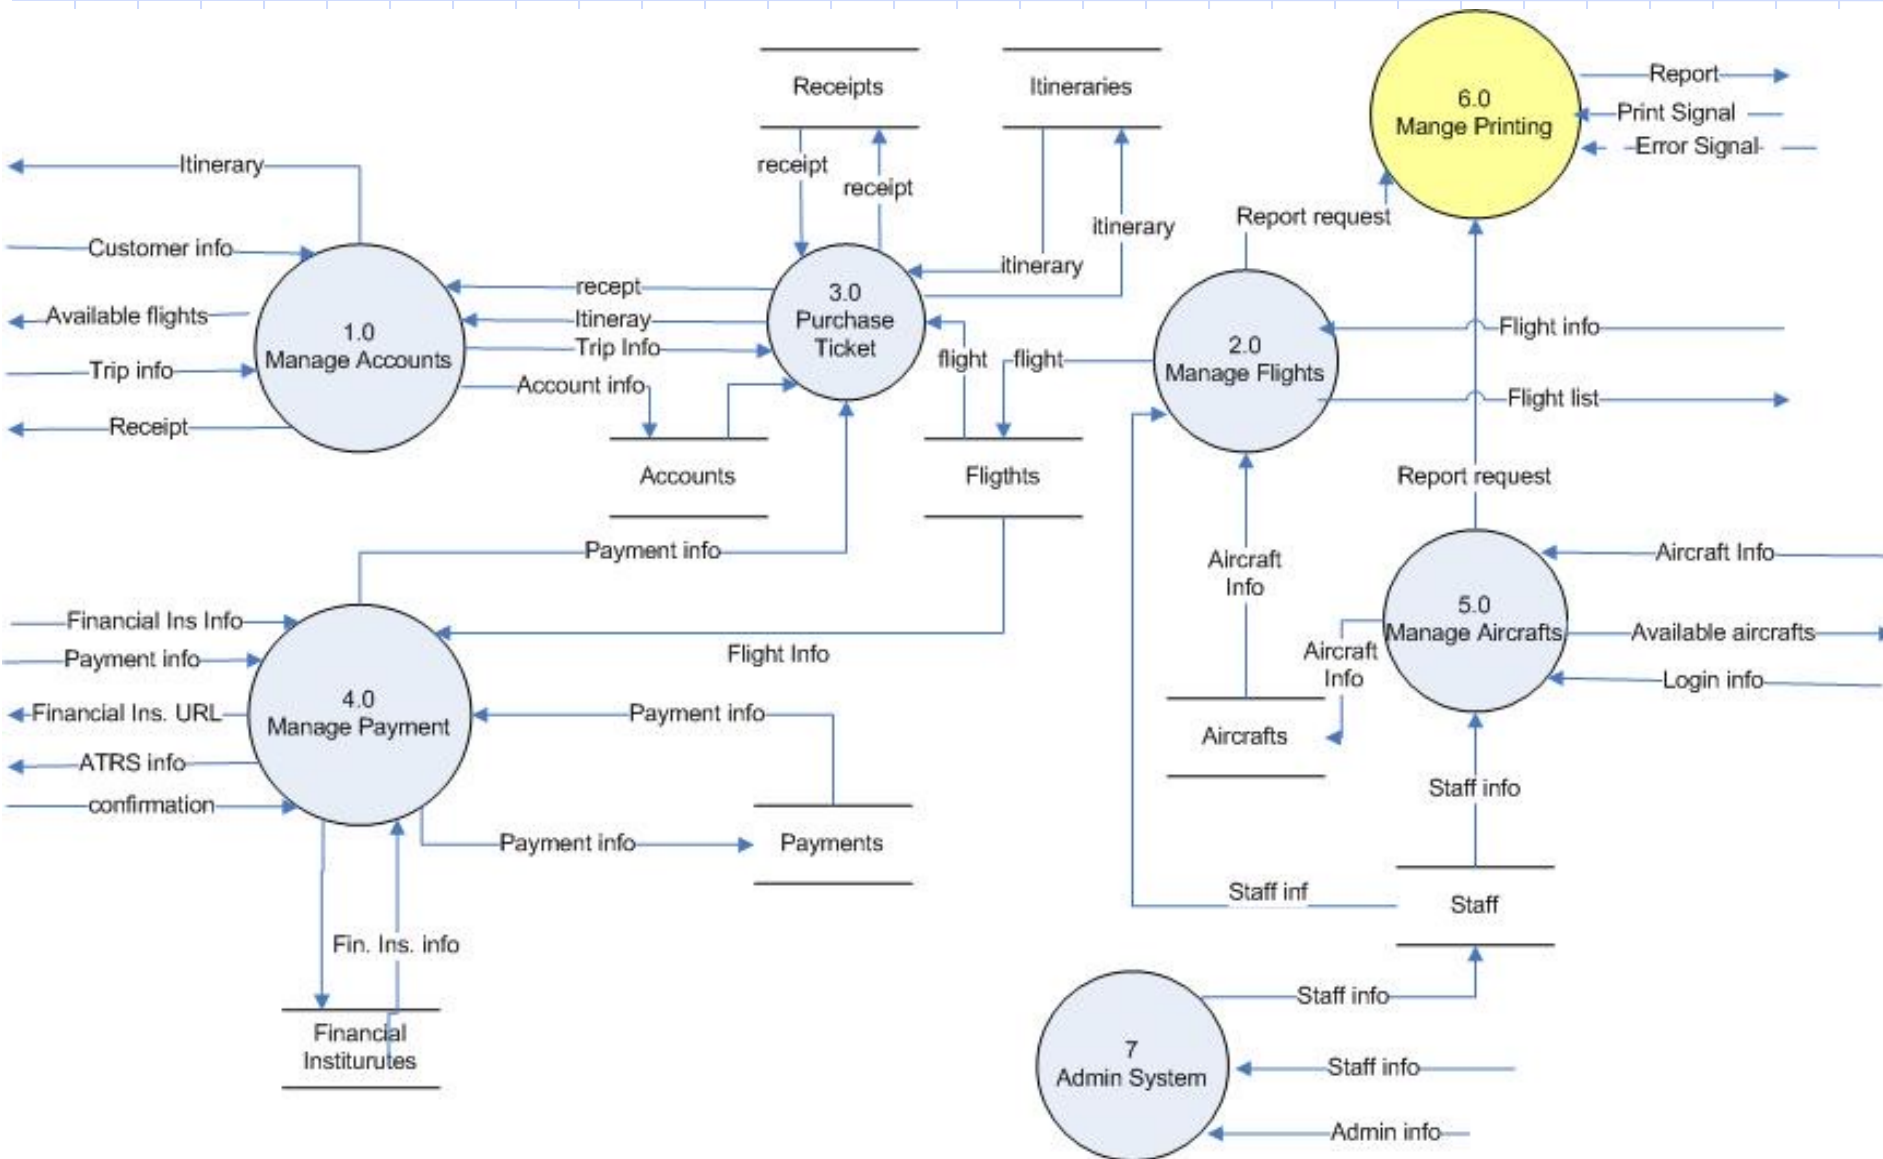 Receipts
Itineraries
6.0
Mange Printing
Report
Print Signal
Error Signal
Itinerary
receipt
receipt
Report request
itinerary
Customer info
itinerary
recept
3.0
Purchase
Ticket
Available flights
Itineray
Flight info
1.0
Manage Accounts
Trip Info
flight
flight
2.0
Manage Flights
Trip info
Account info
Flight list
Receipt
Accounts
Fligthts
Report request
Payment info
Aircraft
Info
Aircraft Info
Financial Ins Info
5.0
Manage Aircrafts
Available aircrafts
Payment info
Flight Info
Aircraft
Info
Login info
4.0
Manage Payment
Financial Ins. URL
Payment info
Aircrafts
ATRS info
Staff info
confirmation
Payment info
Payments
Staff inf
Staff
Fin. Ins. info
Staff info
Financial
Institurutes
7
Admin System
Staff info
Admin info